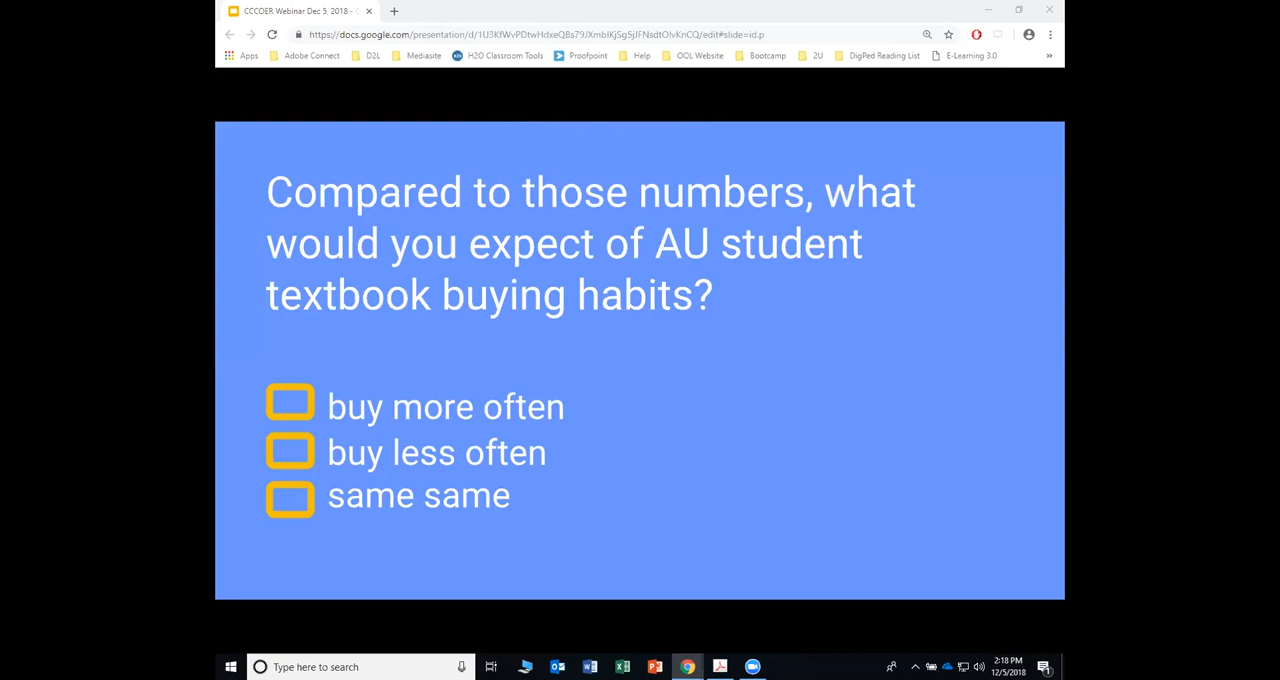 CCCOER Webinar Dec 5, 2018 -
Apps Adobe Connect D2L Mediasite H2O Classroom Tools Proofpoint Help OOL Website Bootcamp 2U DigPed Reading List E-Learning 3.0 »
Compared to those numbers, what
would you expect of AU student
textbook buying habits?
buy more often
buy less often
same same
Type here to search
2:18 PM
12/5/2018